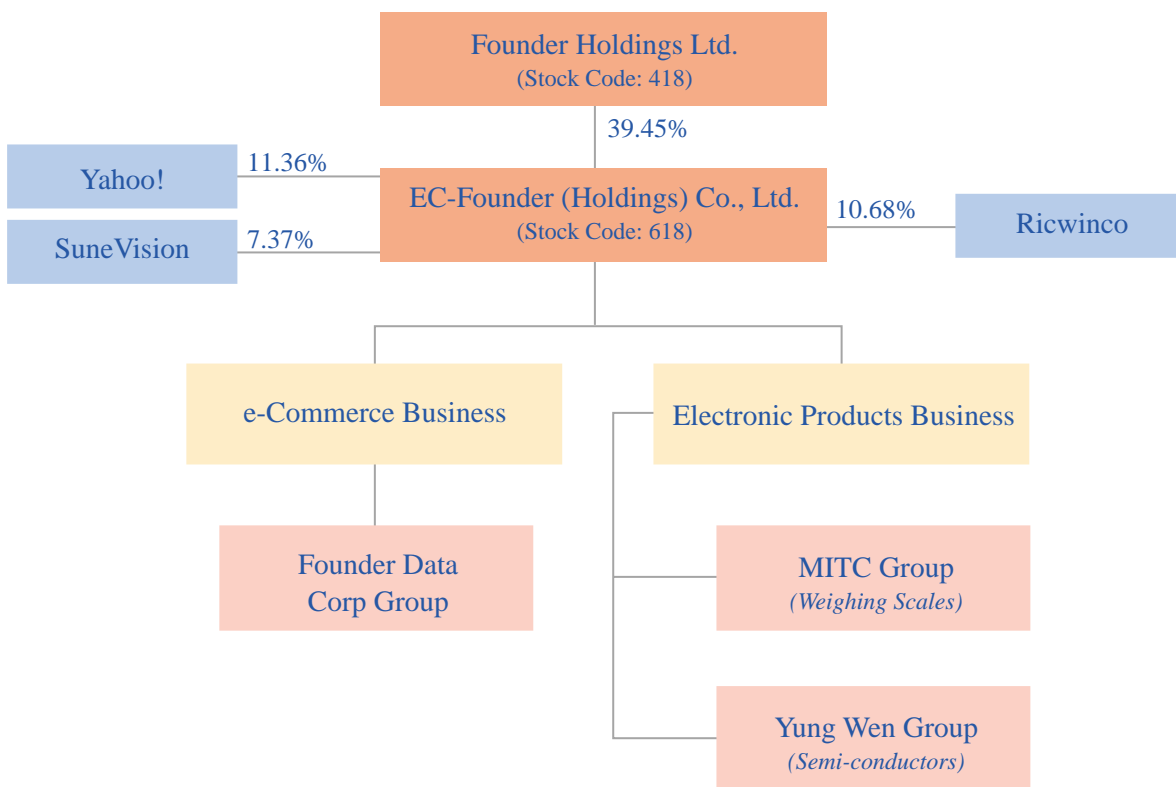 Founder Holdings Ltd.
(Stock Code: 418)
39.45%
Yahoo!
11.36%
EC-Founder (Holdings) Co., Ltd.
(Stock Code: 618)
10.68%
Ricwinco
SuneVision
7.37%
e-Commerce Business
Electronic Products Business
Founder Data
Corp Group
MITC Group
(Weighing Scales)
Yung Wen Group
(Semi-conductors)